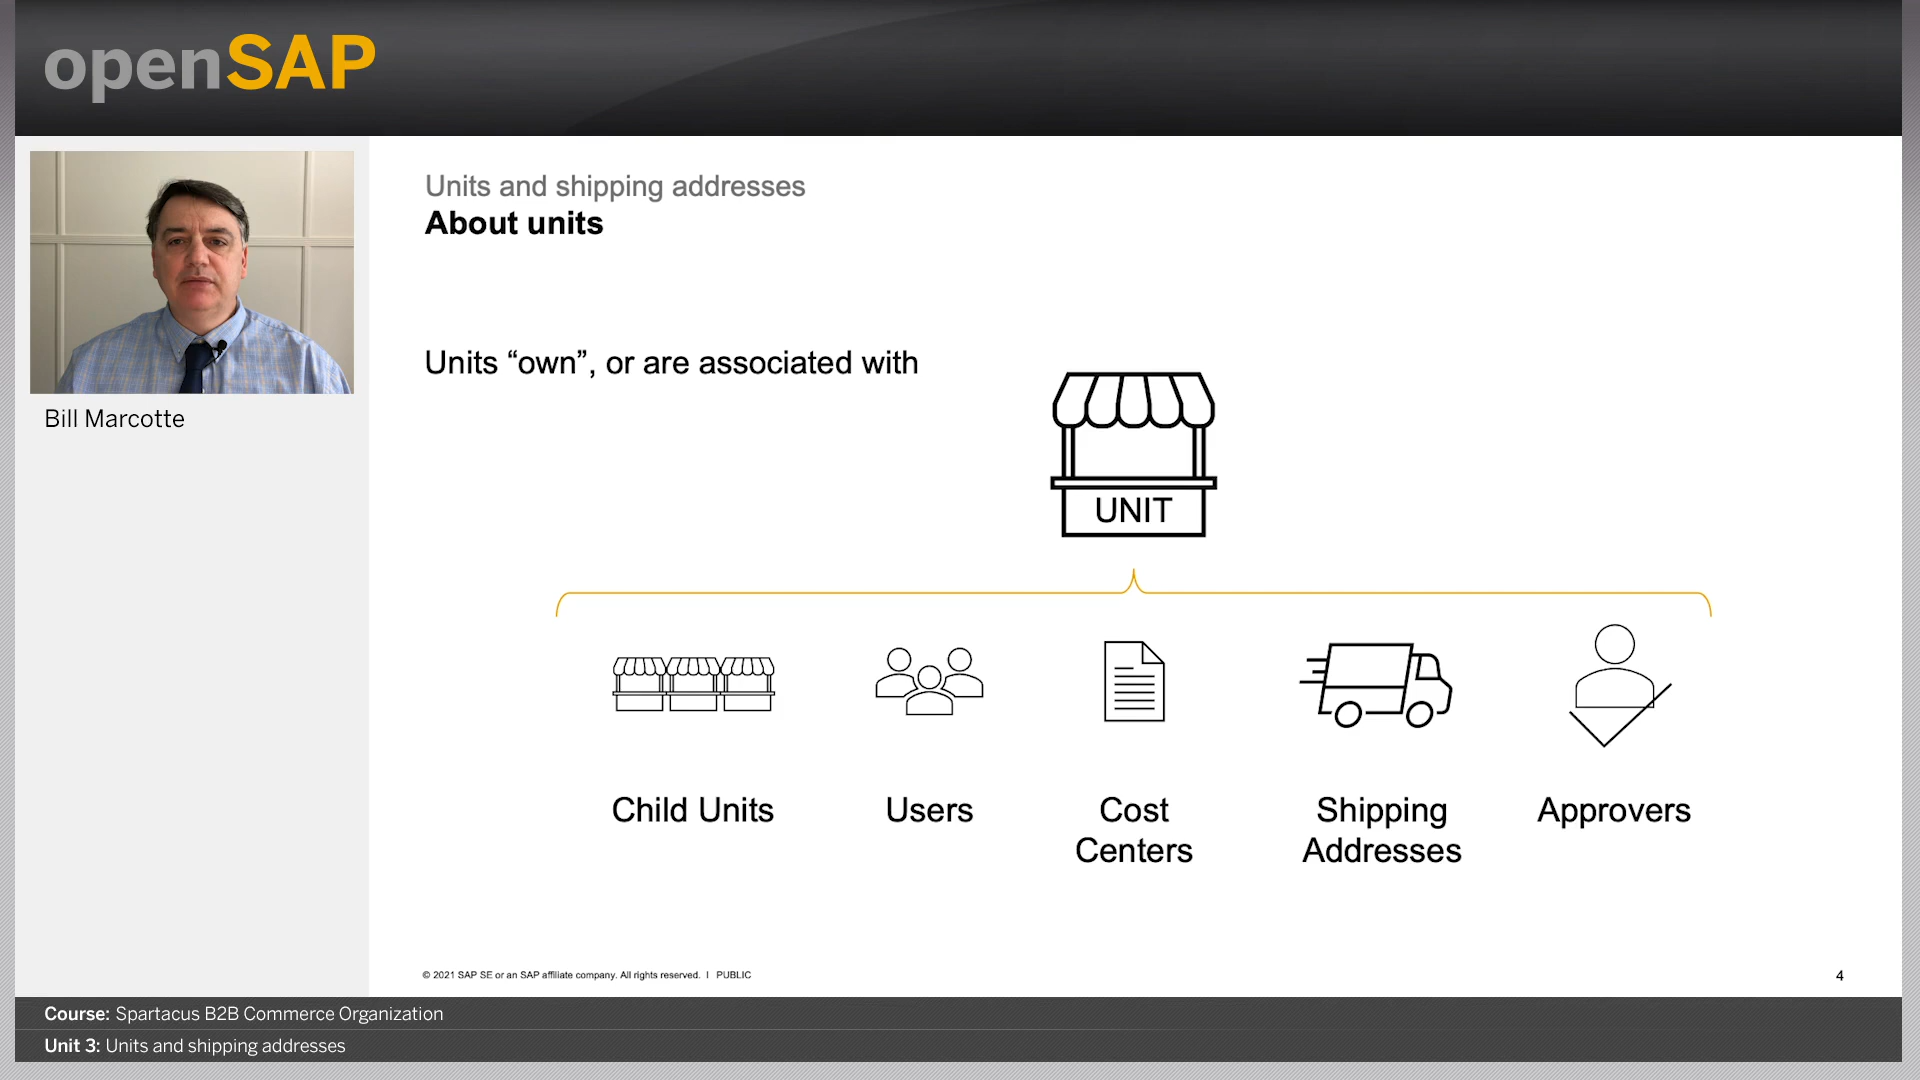 openSAP
Bill Marcotte
Units and shipping addresses
About units
Units “own”, or are associated with
UNIT
Child Units
Users
Cost
Centers
Shipping
Addresses
Approvers
© 2021 SAP SE or an SAP affiliate company. All rights reserved. I PUBLIC
4
Course: Spartacus B2B Commerce Organization
Unit 3: Units and shipping addresses